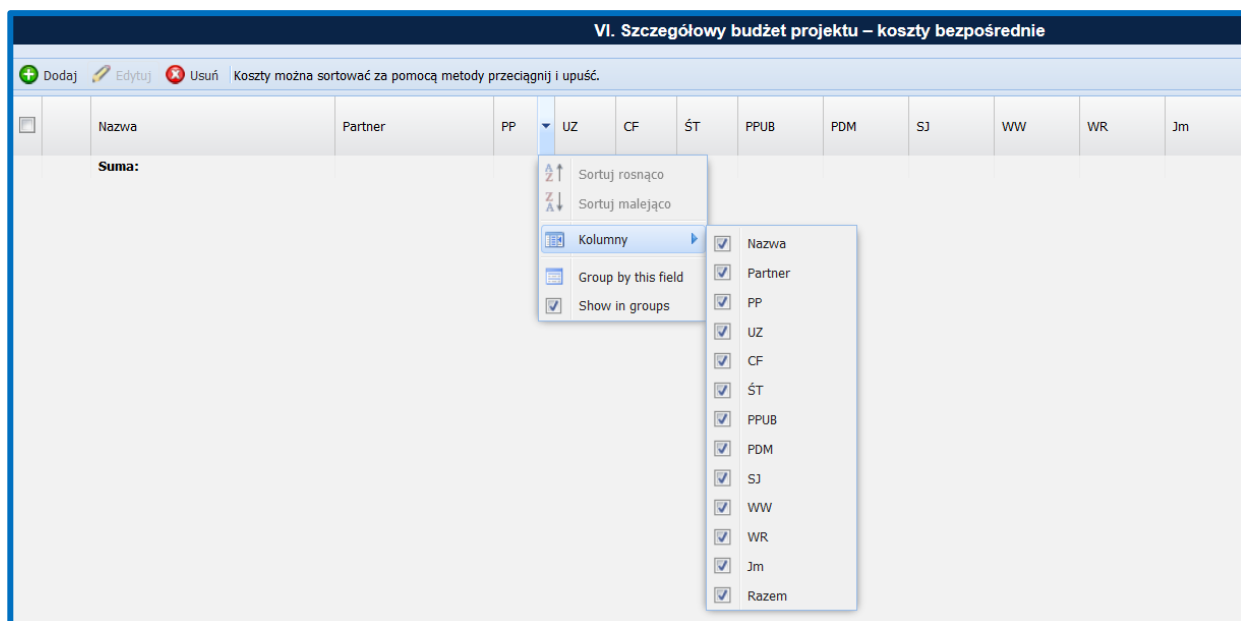 VI. Szczegółowy budżet projektu – koszty bezpośrednie
Dodaj Edytuj Usuń Koszty można sortować za pomocą metody przeciągnij i upuść.
Nazwa Partner PP UZ CF ŚT PPUB PDM SJ WW WR Jm
Suma:
Sortuj rosnąco
Sortuj malejąco
Kolumny
Group by this field
Show in groups
Nazwa
Partner
PP
UZ
CF
ŚT
PPUB
PDM
SJ
WW
WR
Jm
Razem